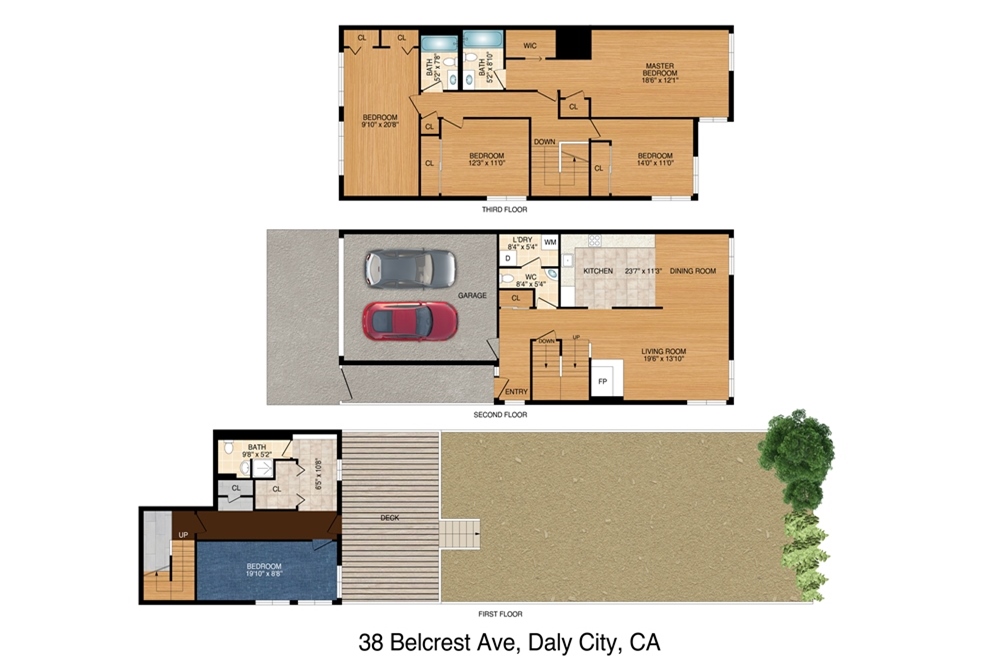 CL
CL
BATH
5'2" x 7'8"
BATH
5'2" x 8'10"
WIC
MASTER
BEDROOM
18'6" x 12'1"
CL
BEDROOM
9'10" x 20'8"
CL
DOWN
CL
BEDROOM
12'3" x 11'0"
CL
BEDROOM
14'0" x 11'0"
THIRD FLOOR
L'DRY
8'4" x 5'4"
WM
D
WC
8'4" x 5'4"
KITCHEN
23'7" x 11'3"
DINING ROOM
GARAGE
CL
DOWN
UP
LIVING ROOM
19'6" x 13'10"
FP
ENTRY
SECOND FLOOR
BATH
9'8" x 5'2"
CL
CL
6'5" x 10'8"
DECK
UP
BEDROOM
19'10" x 8'8"
FIRST FLOOR
38 Belcrest Ave, Daly City, CA